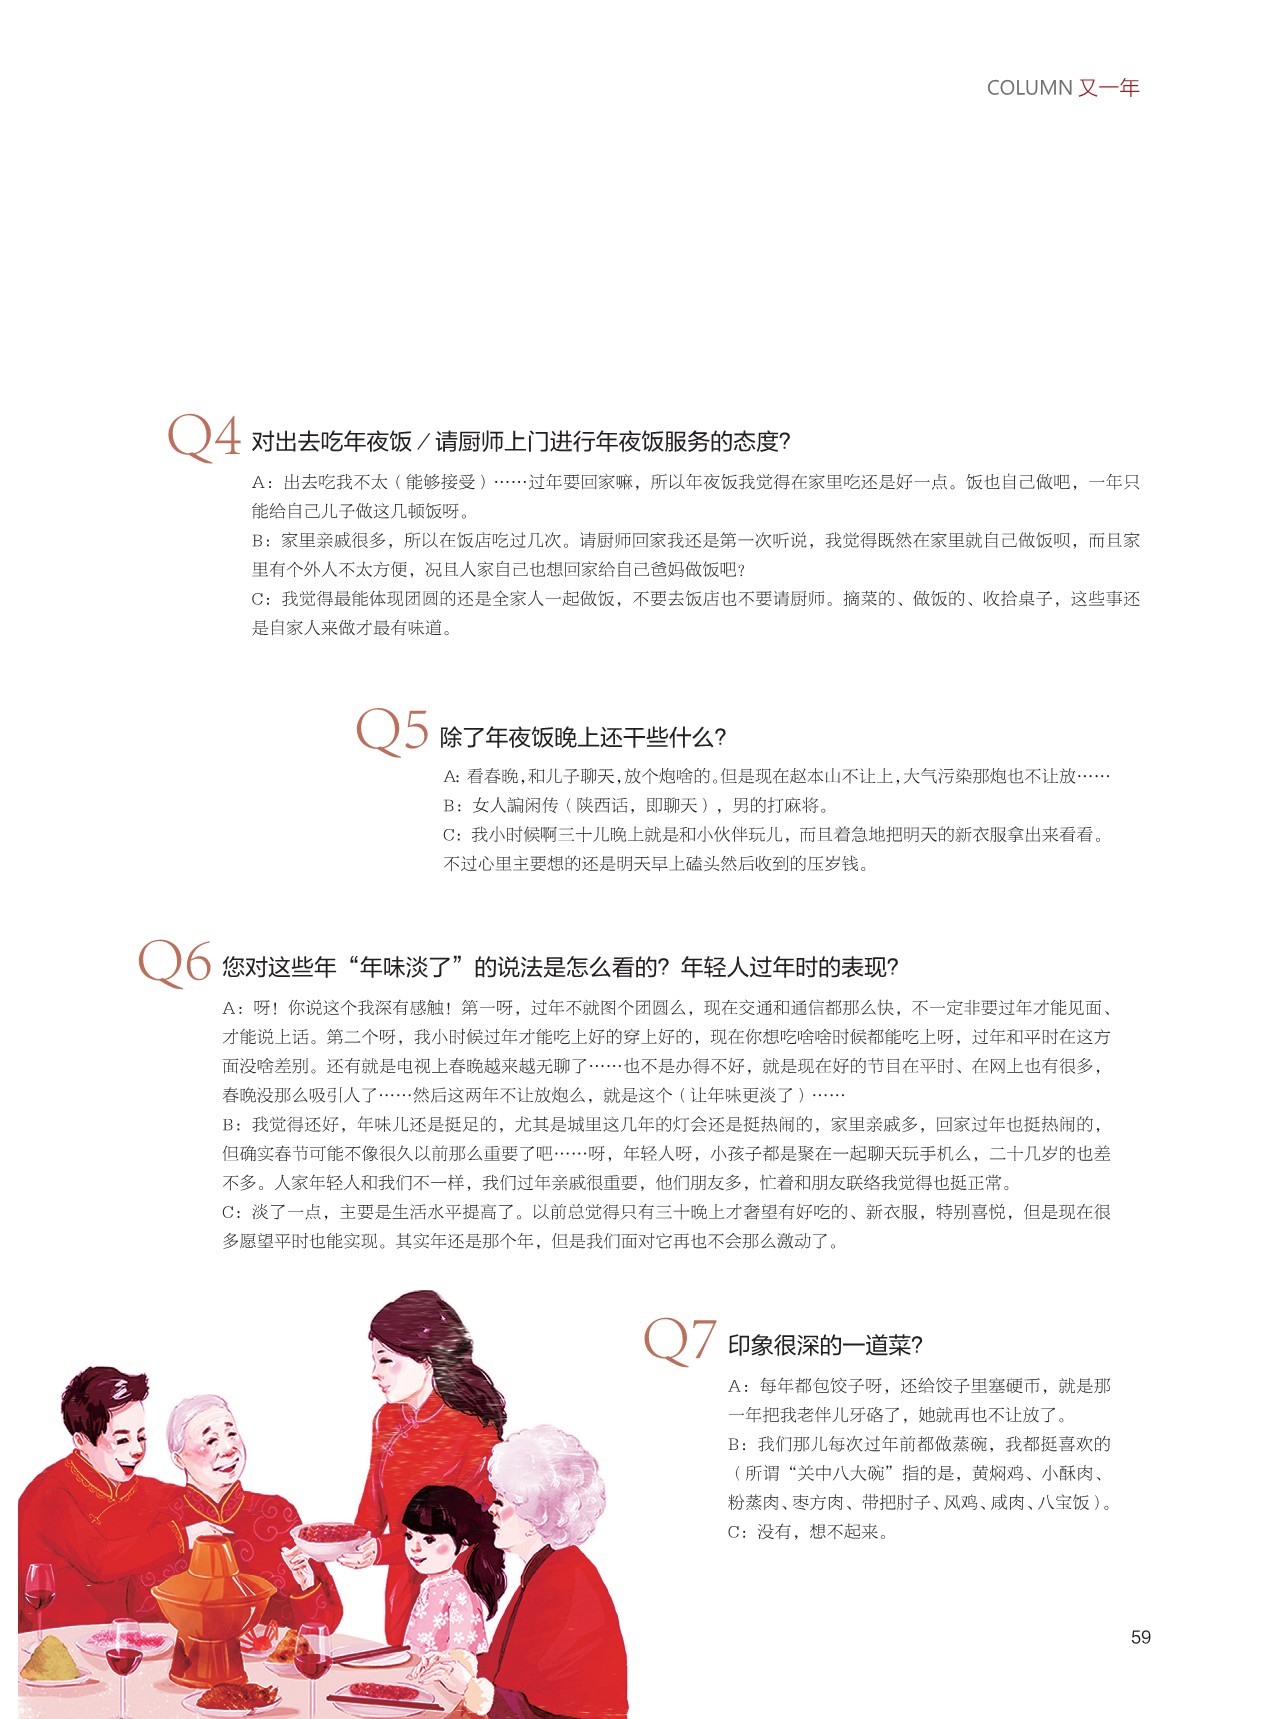 COLUMN 又一年
Q4 对出去吃年夜饭 / 请厨师上门进行年夜饭服务的态度?
A：出去吃我不太（能够接受）……过年要回家嘛，所以年夜饭我觉得在家里吃还是好一点。饭也自己做吧，一年只
能给自己儿子做这几顿饭呀。
B：家里亲戚很多，所以在饭店吃过几次。请厨师回家我还是第一次听说，我觉得既然在家里就自己做饭呗，而且家
里有个外人不太方便，况且人家自己也想回家给自己爸妈做饭吧？
C：我觉得最能体现团圆的还是全家人一起做饭，不要去饭店也不要请厨师。摘菜的、做饭的、收拾桌子，这些事还
是自家人来做才最有味道。
Q5 除了年夜饭晚上还干些什么?
A: 看春晚，和儿子聊天，放个炮啥的。但是现在赵本山不让上，大气污染那炮也不让放……
B：女人谝闲传（陕西话，即聊天），男的打麻将。
C：我小时候啊三十儿晚上就是和小伙伴玩儿，而且着急地把明天的新衣服拿出来看看。
不过心里主要想的还是明天早上磕头然后收到的压岁钱。
Q6 您对这些年“年味淡了”的说法是怎么看的？年轻人过年时的表现?
A：呀！你说这个我深有感触！第一呀，过年不就图个团圆么，现在交通和通信都那么快，不一定非要过年才能见面、
才能说上话。第二个呀，我小时候过年才能吃上好的穿上好的，现在你想吃啥啥时候都能吃上呀，过年和平时在这方
面没啥差别。还有就是电视上春晚越来越无聊了……也不是办得不好，就是现在好的节目在平时、在网上也有很多，
春晚没那么吸引人了……然后这两年不让放炮么，就是这个（让年味更淡了）……
B：我觉得还好，年味儿还是挺足的，尤其是城里这几年的灯会还是挺热闹的，家里亲戚多，回家过年也挺热闹的，
但确实春节可能不像很久以前那么重要了吧……呀，年轻人呀，小孩子都是聚在一起聊天玩手机么，二十几岁的也差
不多。人家年轻人和我们不一样，我们过年亲戚很重要，他们朋友多，忙着和朋友联络我觉得也挺正常。
C：淡了一点，主要是生活水平提高了。以前总觉得只有三十晚上才奢望有好吃的、新衣服，特别喜悦，但是现在很
多愿望平时也能实现。其实年还是那个年，但是我们面对它再也不会那么激动了。
Q7 印象很深的一道菜?
A：每年都包饺子呀，还给饺子里塞硬币，就是那
一年把我老伴儿牙硌了，她就再也不让放了。
B：我们那儿每次过年前都做蒸碗，我都挺喜欢的
（所谓“关中八大碗”指的是，黄焖鸡、小酥肉、
粉蒸肉、枣方肉、带把肘子、风鸡、咸肉、八宝饭）。
C：没有，想不起来。
59